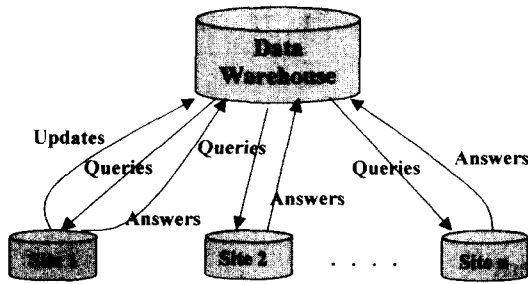 Data
Warehouse
Updates
Queries
Queries
Queries
Answers
Answers
Answers
Site 1
Site 2
. . . .
Site n